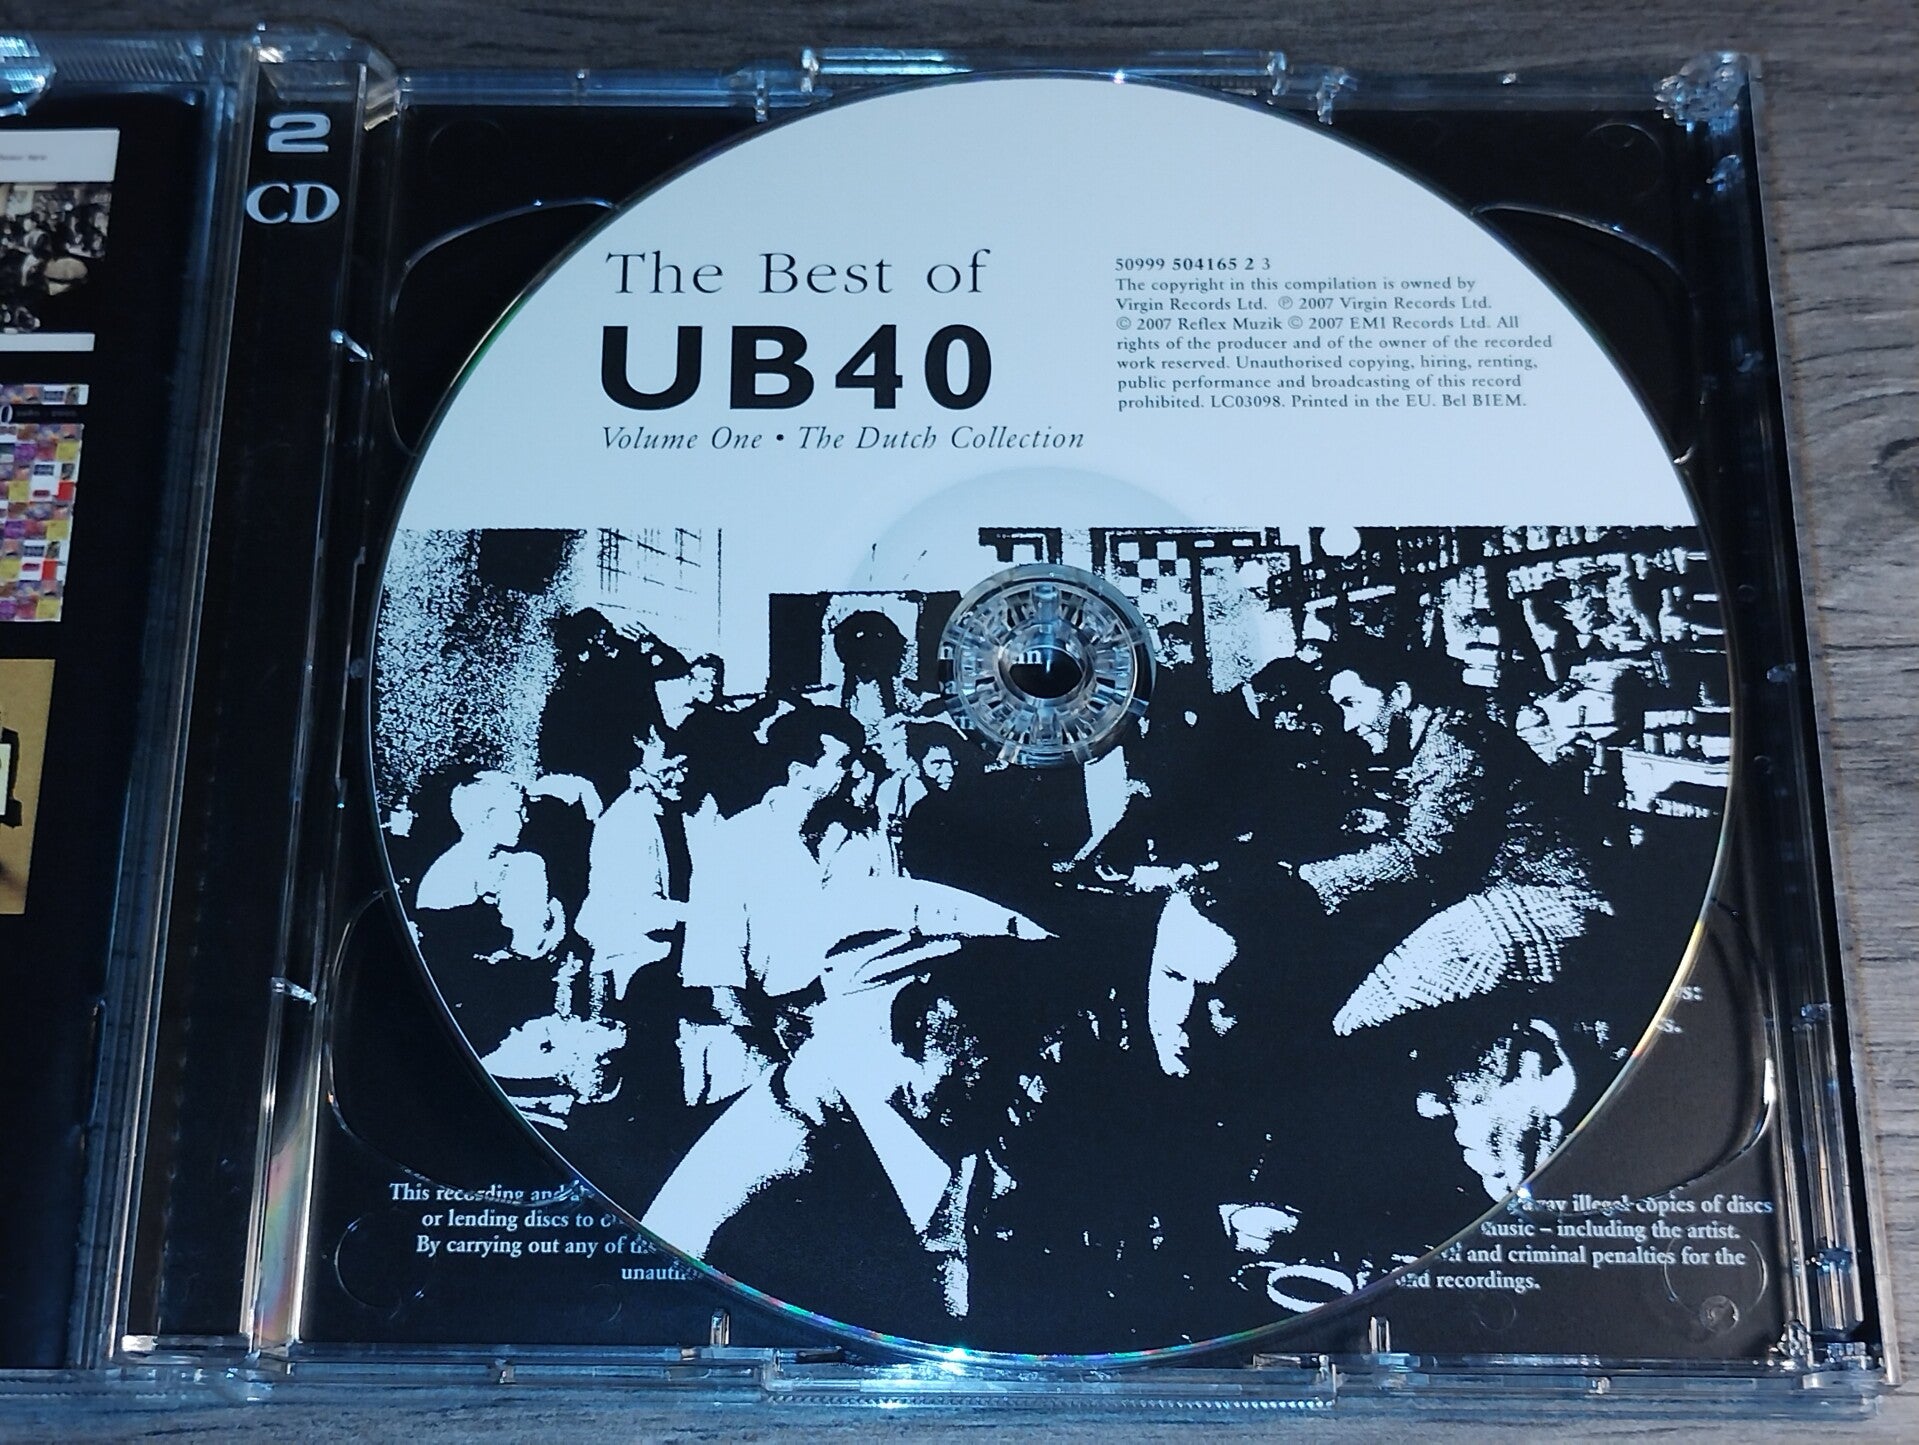 2
CD
The Best of
UB40
Volume One • The Dutch Collection
50999 504165 2 3
The copyright in this compilation is owned by
Virgin Records Ltd. ℗ 2007 Virgin Records Ltd.
© 2007 Reflex Muzik © 2007 EMI Records Ltd. All
rights of the producer and of the owner of the recorded
work reserved. Unauthorised copying, hiring, renting,
public performance and broadcasting of this record
prohibited. LC03098. Printed in the EU. Bel BIEM.
This recording and
or lending discs to
By carrying out any of
illegal copies of discs
music – including the artist.
and criminal penalties for the
recordings.